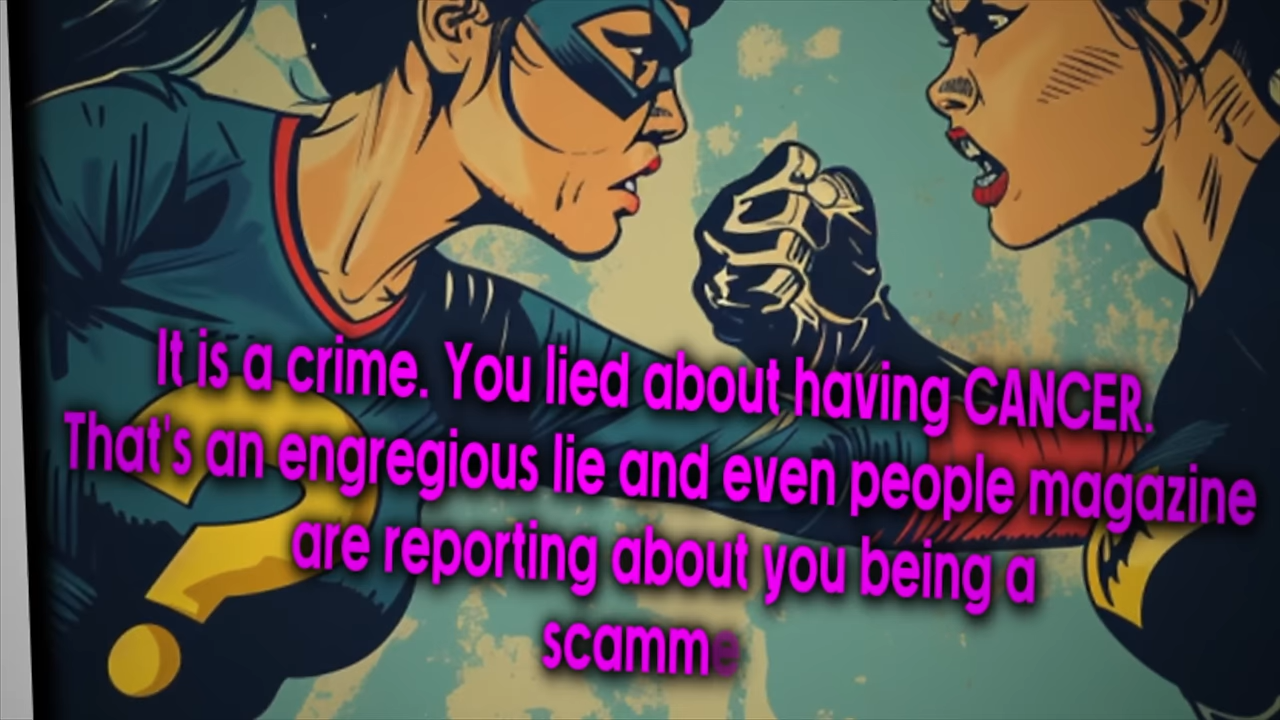 It is a crime. You lied about having CANCER.
That's an engregious lie and even people magazine
are reporting about you being a
scamme